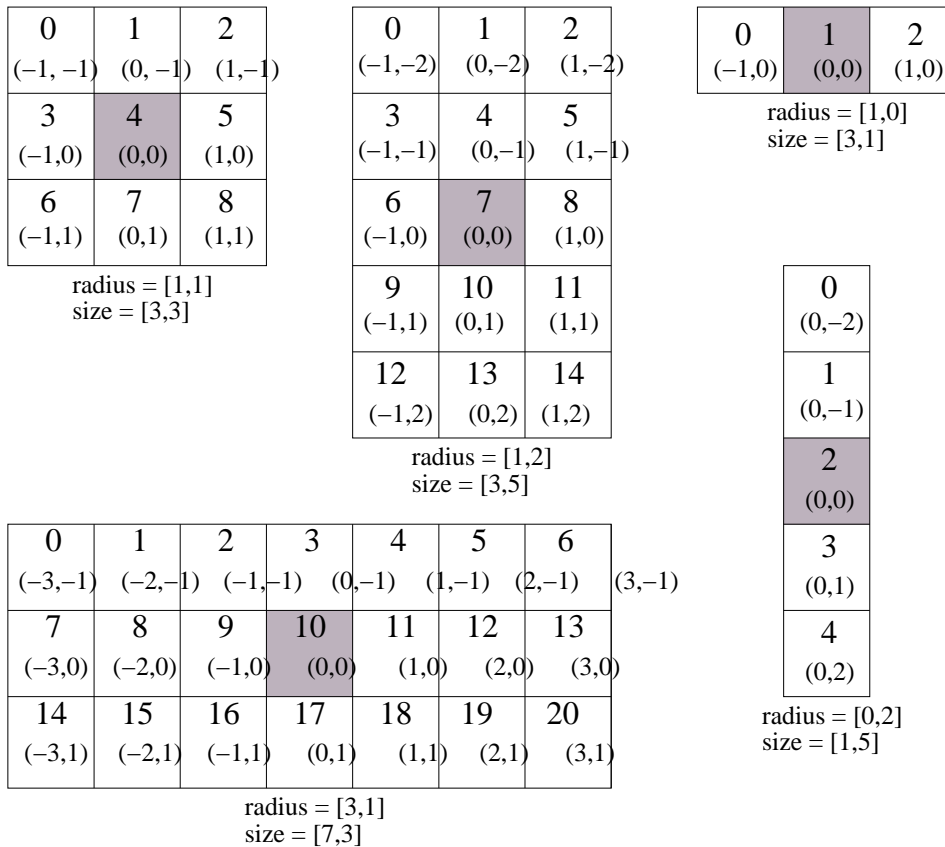 0 1 2
(−1, −1) (0, −1) (1,−1)
3 4 5
(−1,0) (0,0) (1,0)
6 7 8
(−1,1) (0,1) (1,1)
radius = [1,1]
size = [3,3]
0 1 2
(−1,−2) (0,−2) (1,−2)
3 4 5
(−1,−1) (0,−1) (1,−1)
6 7 8
(−1,0) (0,0) (1,0)
9 10 11
(−1,1) (0,1) (1,1)
12 13 14
(−1,2) (0,2) (1,2)
radius = [1,2]
size = [3,5]
0 1 2
(−1,0) (0,0) (1,0)
radius = [1,0]
size = [3,1]
0
(0,−2)
1
(0,−1)
2
(0,0)
3
(0,1)
4
(0,2)
radius = [0,2]
size = [1,5]
0 1 2 3 4 5 6
(−3,−1) (−2,−1) (−1,−1) (0,−1) (1,−1) (2,−1) (3,−1)
7 8 9 10 11 12 13
(−3,0) (−2,0) (−1,0) (0,0) (1,0) (2,0) (3,0)
14 15 16 17 18 19 20
(−3,1) (−2,1) (−1,1) (0,1) (1,1) (2,1) (3,1)
radius = [3,1]
size = [7,3]